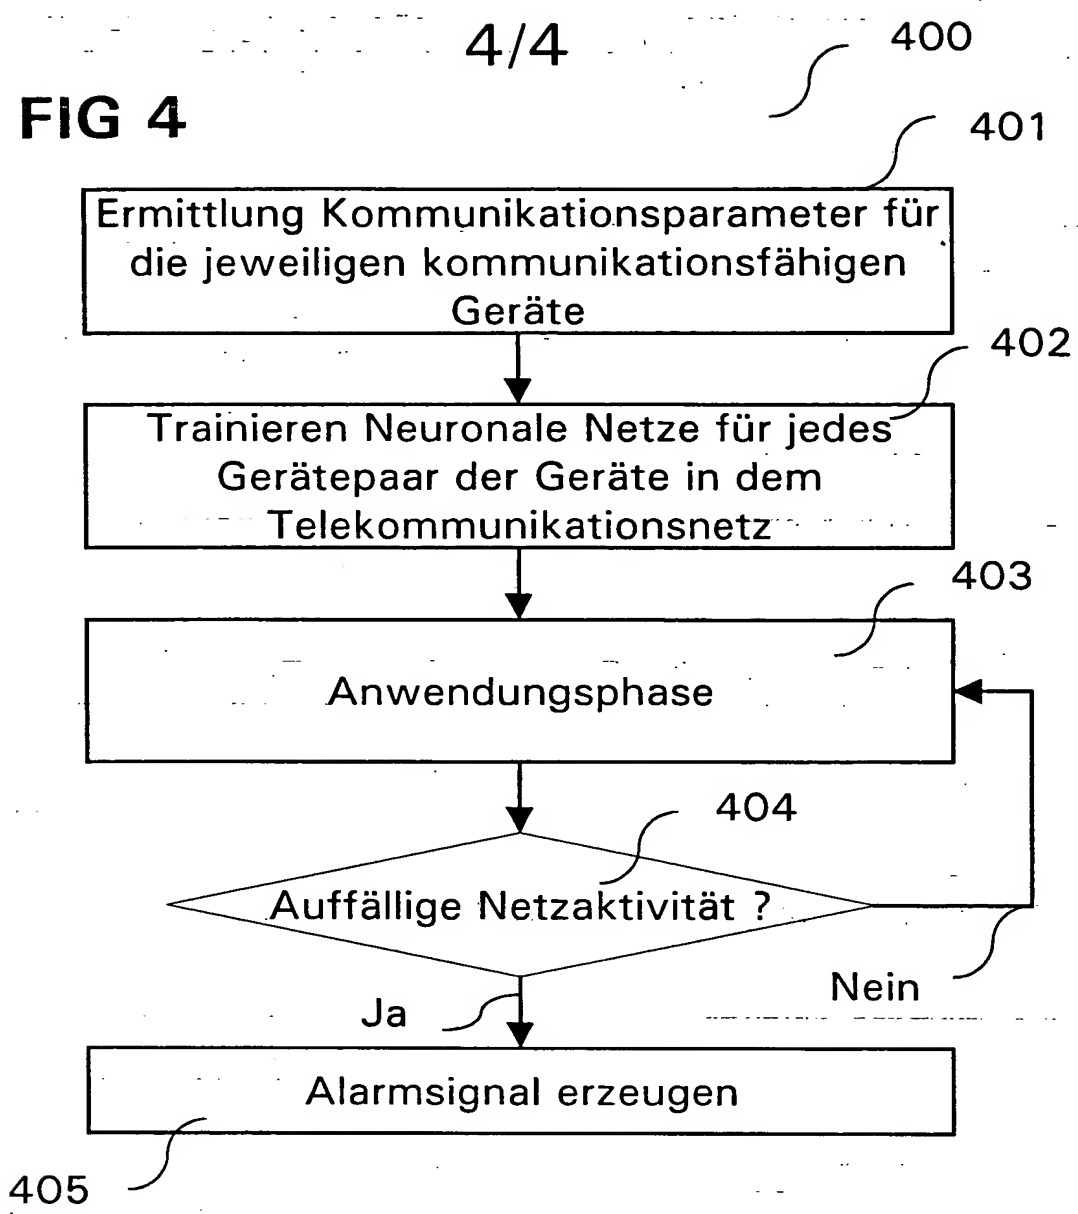 4/4
400
FIG 4
401
Ermittlung Kommunikationsparameter für
die jeweiligen kommunikationsfähigen
Geräte
402
Trainieren Neuronale Netze für jedes
Gerätepaar der Geräte in dem
Telekommunikationsnetz
403
Anwendungsphase
404
Auffällige Netzaktivität ?
Nein
Ja
Alarmsignal erzeugen
405